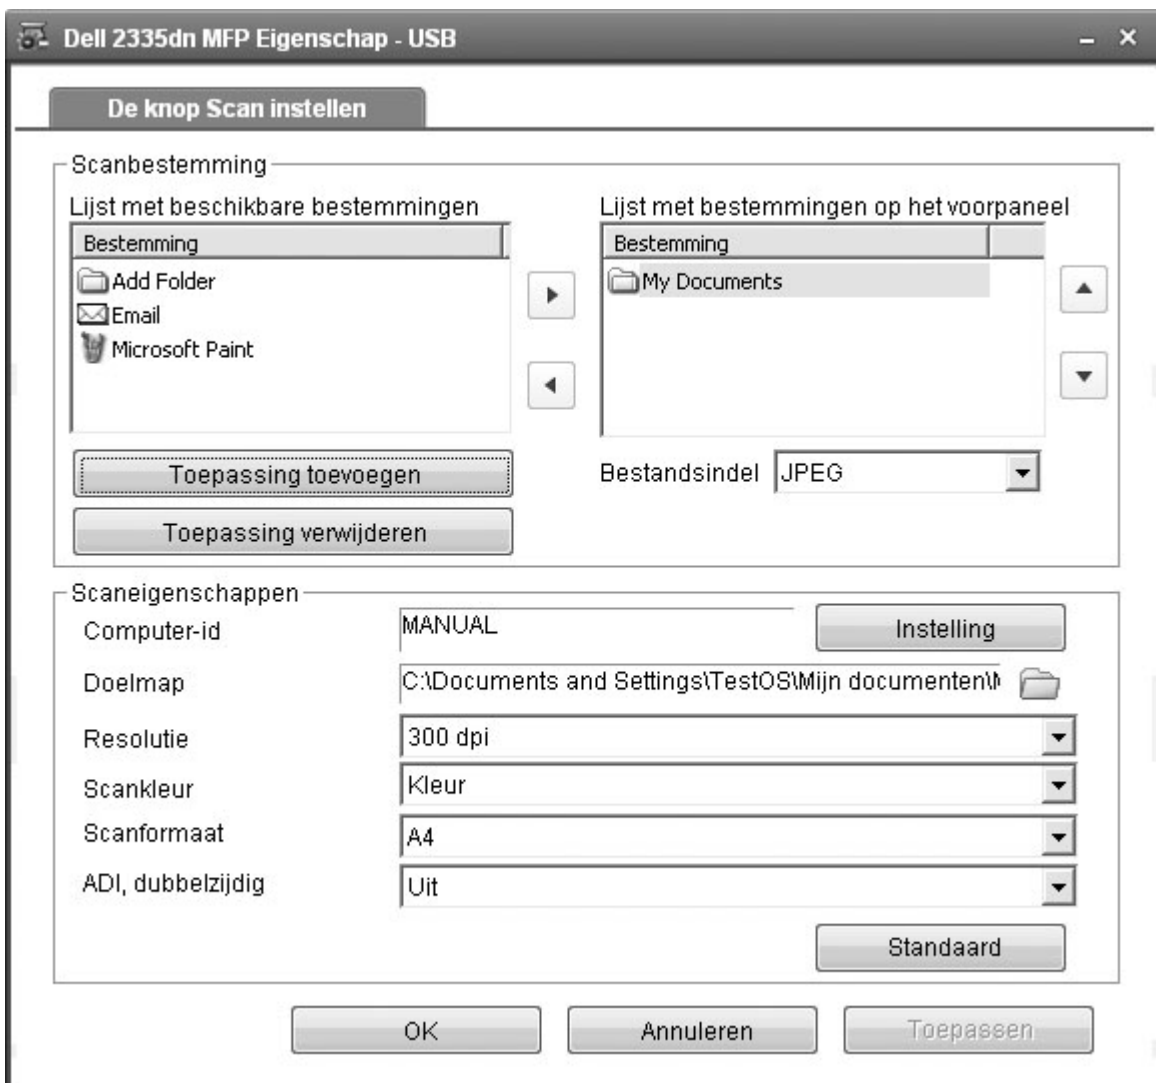 Dell 2335dn MFP Eigenschap - USB
De knop Scan instellen
Scanbestemming
Lijst met beschikbare bestemmingen
Bestemming
Add Folder
Email
Microsoft Paint
Toepassing toevoegen
Toepassing verwijderen
Lijst met bestemmingen op het voorpaneel
Bestemming
My Documents
Bestandsindel JPEG
Scaneigenschappen
Computer-id MANUAL Instelling
Doelmap C:\Documents and Settings\TestOS\Mijn documenten\
Resolutie 300 dpi
Scankleur Kleur
Scanformaat A4
ADI, dubbelzijdig Uit
Standaard
OK Annuleren Toepassen